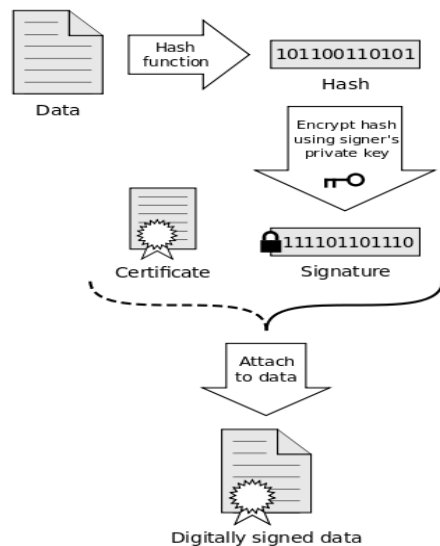 Data
Hash
function
101100110101
Hash
Encrypt hash
using signer's
private key
Certificate
111101101110
Signature
Attach
to data
Digitally signed data